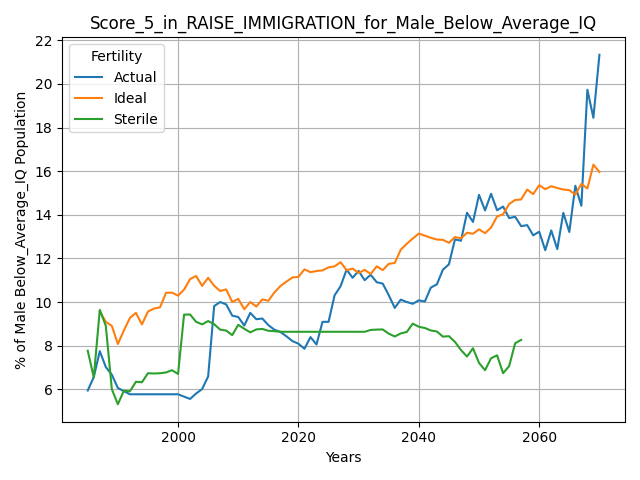 Score_5_in_RAISE_IMMIGRATION_for_Male_Below_Average_IQ
Fertility
Actual
Ideal
Sterile
% of Male Below_Average_IQ Population
22
20
18
16
14
12
10
8
6
2000
2020
2040
2060
Years